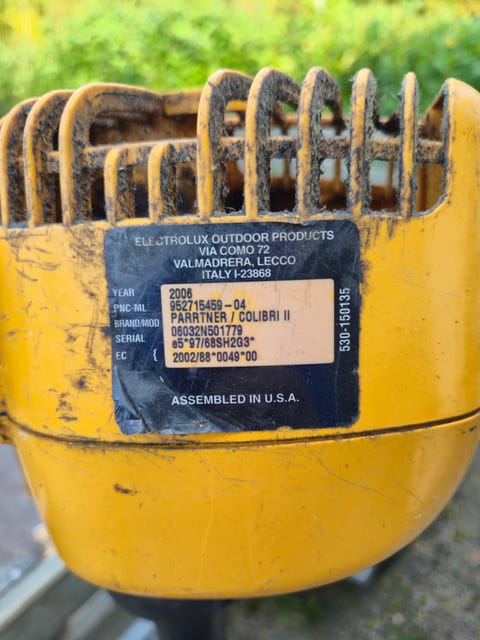 ELECTROLUX OUTDOOR PRODUCTS
VIA COMO 72
VALMADRERA, LECCO
ITALY I-23868
YEAR 2006
PNC-ML 952715459-04
BRAND/MOD PARRTNER / COLIBRI II
SERIAL 06032N501779
EC { e5*97/68SH2G3*
2002/88*0049*00
530-150135
ASSEMBLED IN U.S.A.